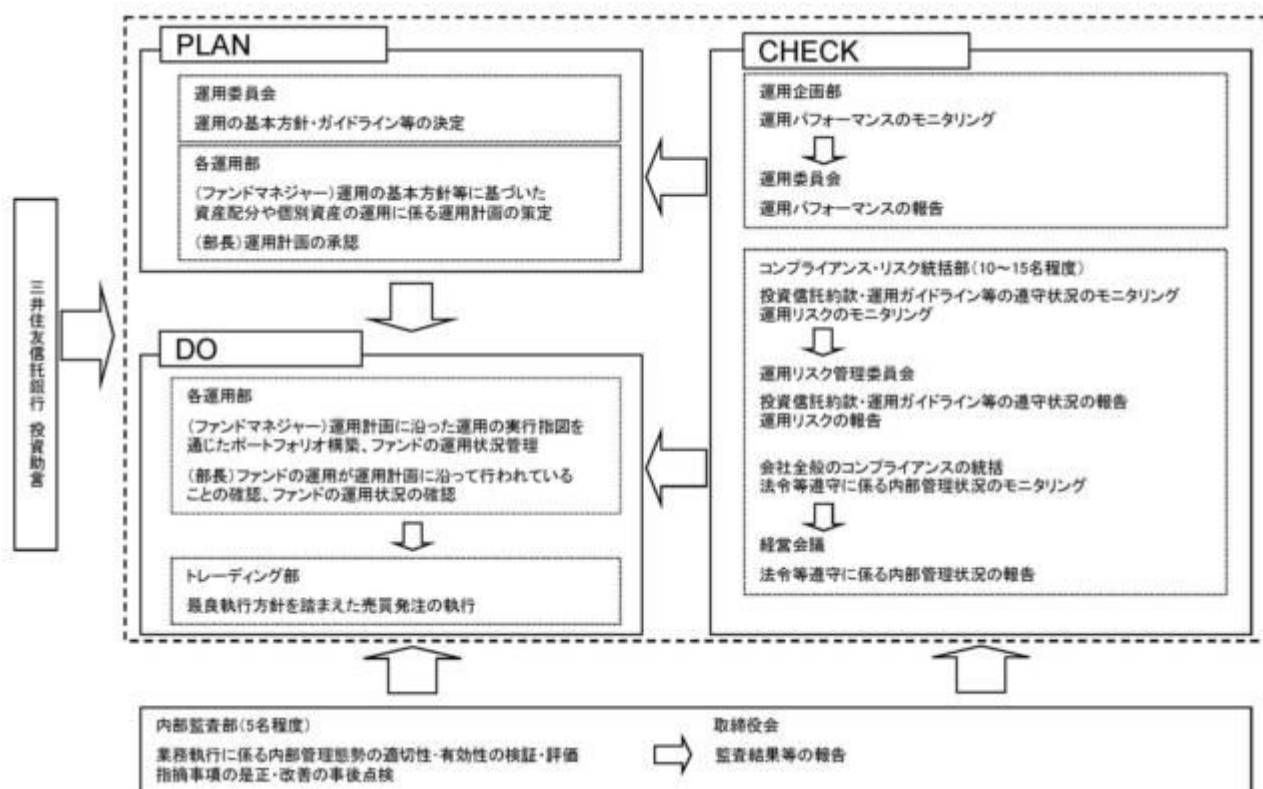 三井住友信託銀行 投資助言
PLAN
運用委員会
運用の基本方針・ガイドライン等の決定
各運用部
(ファンドマネジャー)運用の基本方針等に基づいた
資産配分や個別資産の運用に係る運用計画の策定
(部長)運用計画の承認
DO
各運用部
(ファンドマネジャー)運用計画に沿った運用の実行指図を
通じたポートフォリオ構築、ファンドの運用状況管理
(部長)ファンドの運用が運用計画に沿って行われている
ことの確認、ファンドの運用状況の確認
トレーディング部
最良執行方針を踏まえた売買発注の執行
CHECK
運用企画部
運用パフォーマンスのモニタリング
運用委員会
運用パフォーマンスの報告
コンプライアンス・リスク統括部(10~15名程度)
投資信託約款・運用ガイドライン等の遵守状況のモニタリング
運用リスクのモニタリング
運用リスク管理委員会
投資信託約款・運用ガイドライン等の遵守状況の報告
運用リスクの報告
会社全般のコンプライアンスの統括
法令等遵守に係る内部管理状況のモニタリング
経営会議
法令等遵守に係る内部管理状況の報告
内部監査部(5名程度)
業務執行に係る内部管理態勢の適切性・有効性の検証・評価
指摘事項の是正・改善の事後点検
取締役会
監査結果等の報告